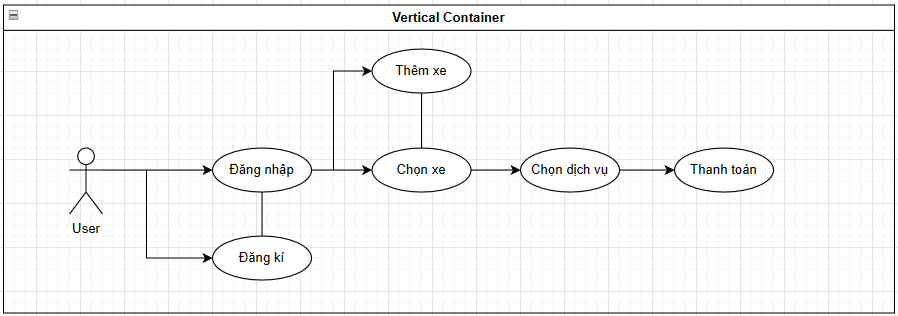 Vertical Container
Thêm xe
Đăng nhập
Chọn xe
Chọn dịch vụ
Thanh toán
User
Đăng kí